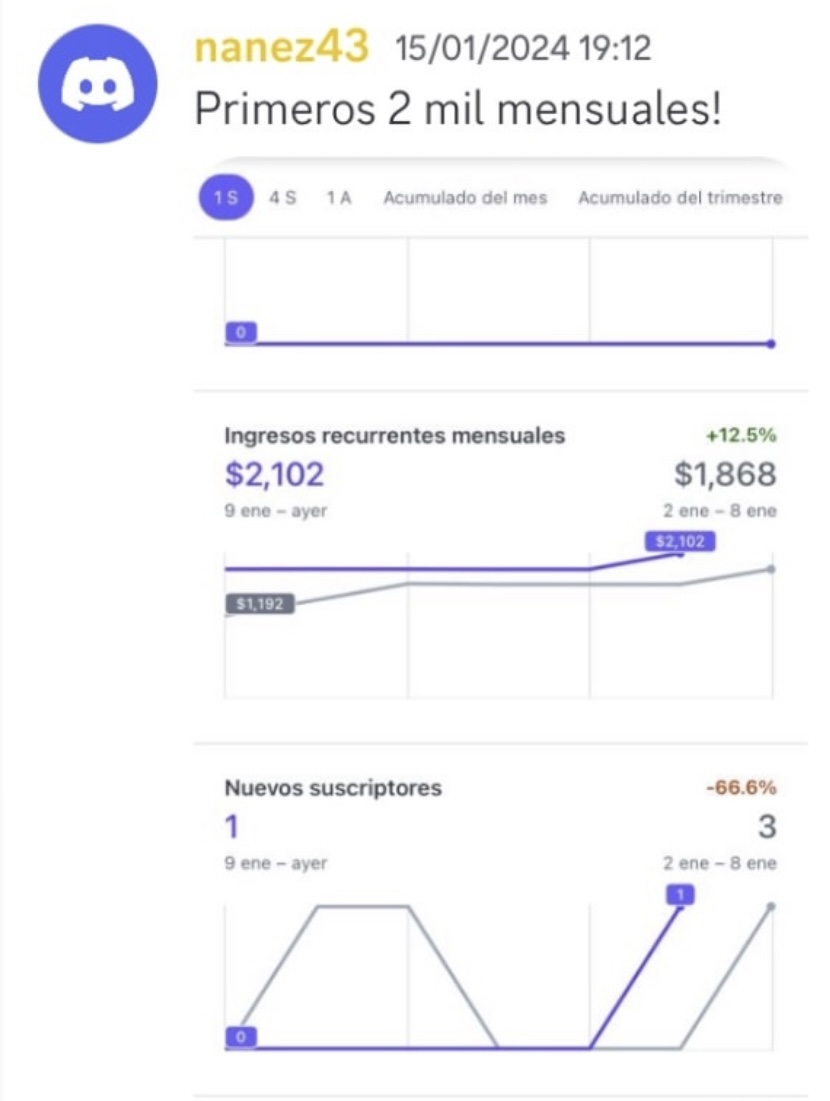 nanez43 15/01/2024 19:12
Primeros 2 mil mensuales!
1 S 4 S 1 A Acumulado del mes Acumulado del trimestre
0
Ingresos recurrentes mensuales +12.5%
$2,102 $1,868
9 ene – ayer 2 ene – 8 ene
$2,102
$1,192
Nuevos suscriptores -66.6%
1 3
9 ene – ayer 2 ene – 8 ene
1
0